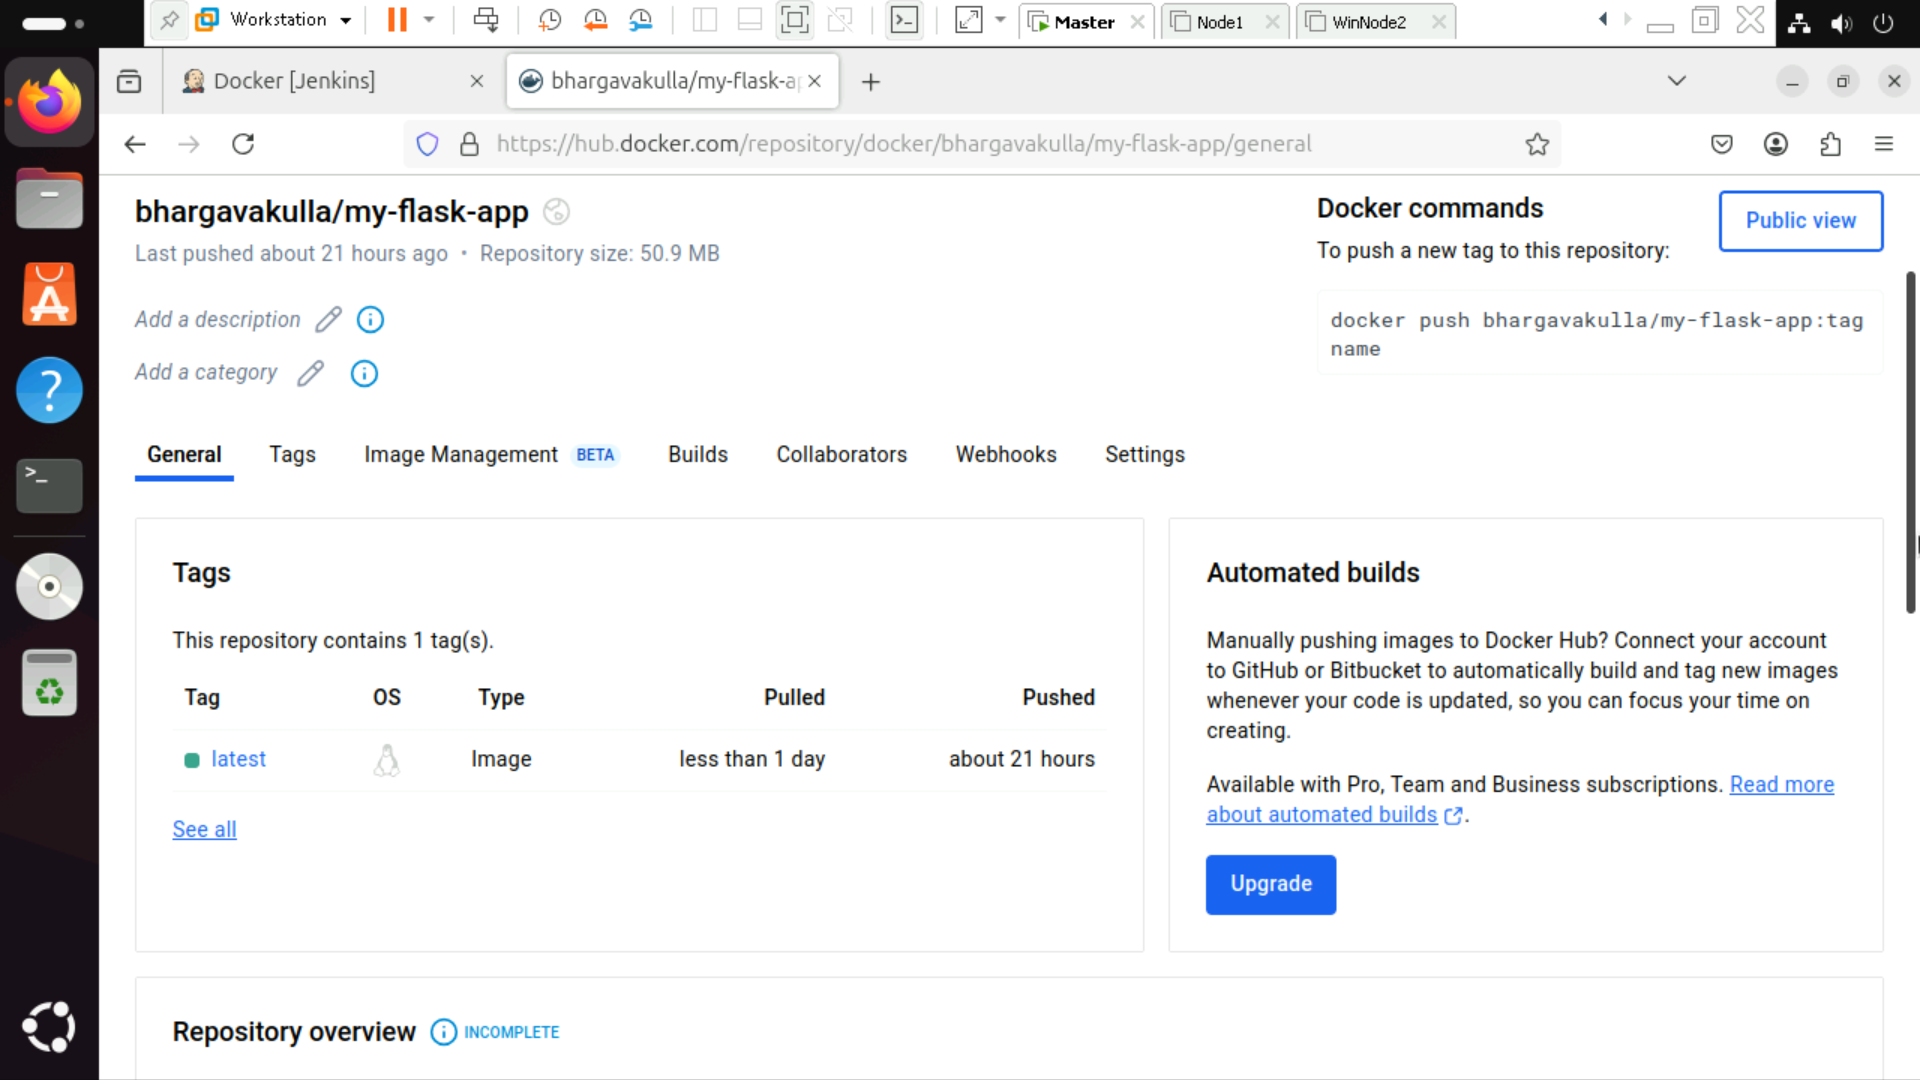 Workstation
Master
Node1
WinNode2
Docker [Jenkins]
bhargavakulla/my-flask-ap
https://hub.docker.com/repository/docker/bhargavakulla/my-flask-app/general
bhargavakulla/my-flask-app
Last pushed about 21 hours ago • Repository size: 50.9 MB
Add a description
Add a category
Docker commands
Public view
To push a new tag to this repository:
docker push bhargavakulla/my-flask-app:tag
name
General
Tags
Image Management BETA
Builds
Collaborators
Webhooks
Settings
Tags
This repository contains 1 tag(s).
Tag OS Type Pulled Pushed
latest Image less than 1 day about 21 hours
See all
Automated builds
Manually pushing images to Docker Hub? Connect your account
to GitHub or Bitbucket to automatically build and tag new images
whenever your code is updated, so you can focus your time on
creating.
Available with Pro, Team and Business subscriptions. Read more
about automated builds.
Upgrade
Repository overview INCOMPLETE